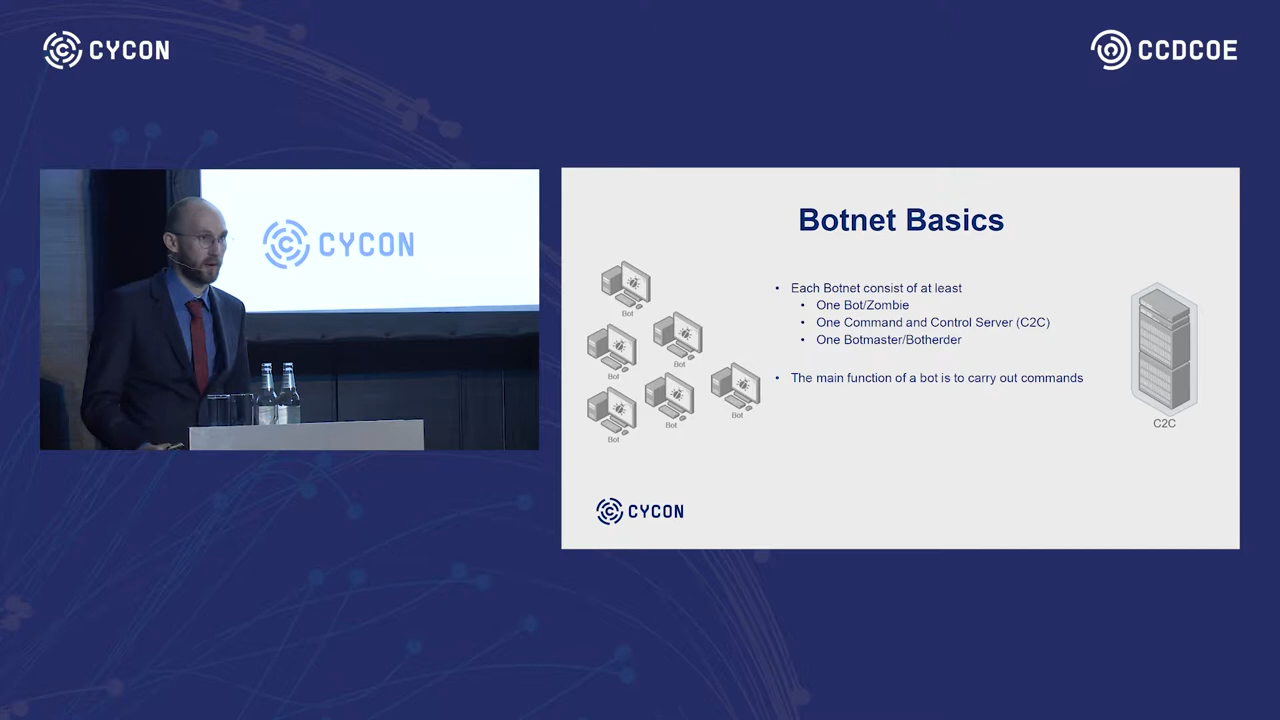 CYCON
CCDCOE
CYCON
Botnet Basics
• Each Botnet consist of at least
• One Bot/Zombie
• One Command and Control Server (C2C)
• One Botmaster/Botherder
• The main function of a bot is to carry out commands
Bot
Bot
Bot
Bot
Bot
Bot
C2C
CYCON